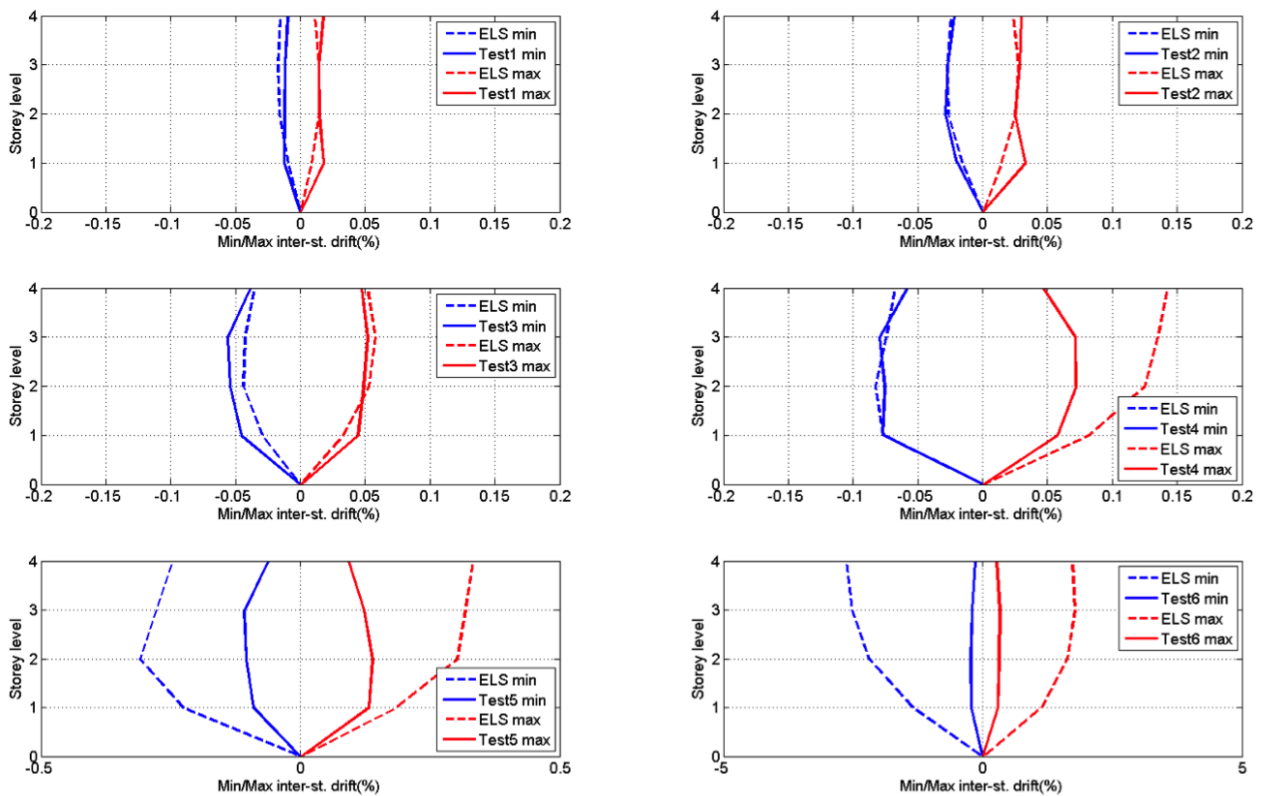 4
3
2
1
0
Storey level
-0.2
-0.15
-0.1
-0.05
0
0.05
0.1
0.15
0.2
Min/Max inter-st. drift(%)
ELS min
Test1 min
ELS max
Test1 max
4
3
2
1
0
Storey level
-0.2
-0.15
-0.1
-0.05
0
0.05
0.1
0.15
0.2
Min/Max inter-st. drift(%)
ELS min
Test2 min
ELS max
Test2 max
4
3
2
1
0
Storey level
-0.2
-0.15
-0.1
-0.05
0
0.05
0.1
0.15
0.2
Min/Max inter-st. drift(%)
ELS min
Test3 min
ELS max
Test3 max
4
3
2
1
0
Storey level
-0.2
-0.15
-0.1
-0.05
0
0.05
0.1
0.15
0.2
Min/Max inter-st. drift(%)
ELS min
Test4 min
ELS max
Test4 max
4
3
2
1
0
Storey level
-0.5
0
0.5
Min/Max inter-st. drift(%)
ELS min
Test5 min
ELS max
Test5 max
4
3
2
1
0
Storey level
-5
0
5
Min/Max inter-st. drift(%)
ELS min
Test6 min
ELS max
Test6 max